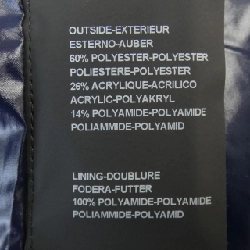 OUTSIDE-EXTERIEUR
ESTERNO-AUBER
60% POLYESTER-POLYESTER
POLIESTERE-POLYESTER
26% ACRYLIQUE-ACRILICO
ACRYLIC-POLYAKRYL
14% POLYAMIDE-POLYAMIDE
POLIAMMIDE-POLYAMID
LINING-DOUBLURE
FODERA-FUTTER
100% POLYAMIDE-POLYAMIDE
POLIAMMIDE-POLYAMID